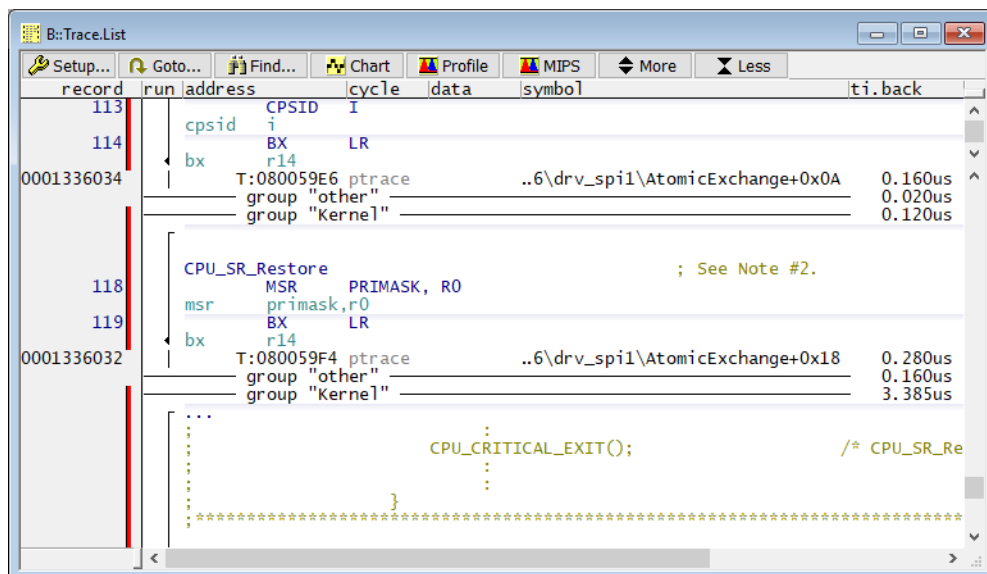 B::Trace.List
Setup... Goto... Find... Chart Profile MIPS More Less
record run address cycle data symbol ti.back
113 CPSID I
cpsid i
114 BX LR
bx r14
0001336034 T:080059E6 ptrace ..6\drv_spi1\AtomicExchange+0x0A 0.160us
group "other" 0.020us
group "Kernel" 0.120us
CPU_SR_Restore ; See Note #2.
118 MSR PRIMASK, R0
msr primask,r0
119 BX LR
bx r14
0001336032 T:080059F4 ptrace ..6\drv_spi1\AtomicExchange+0x18 0.280us
group "other" 0.160us
group "Kernel" 3.385us
...
; :
; CPU_CRITICAL_EXIT(); /* CPU_SR_Re
; :
; :
; }
;***************************************************************************